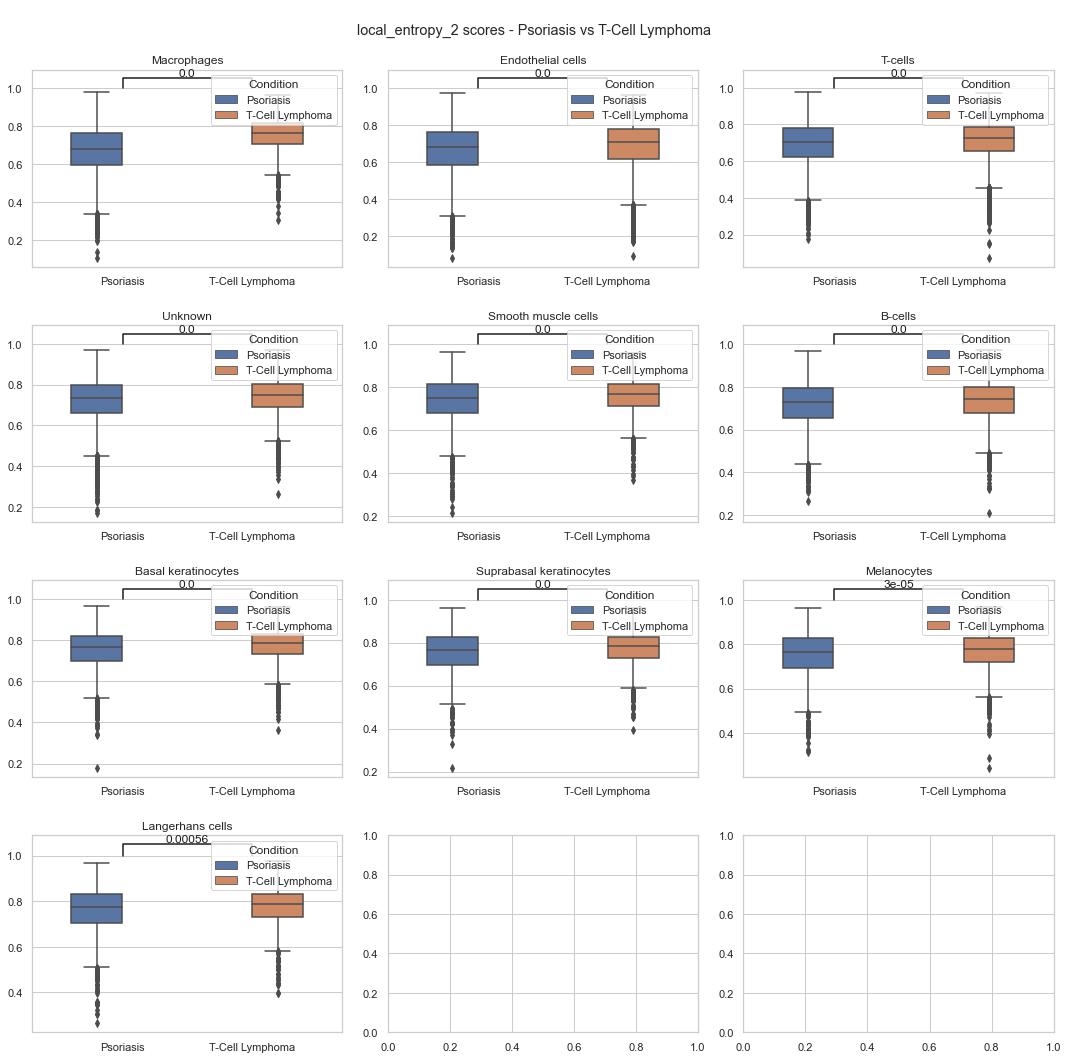 local_entropy_2 scores - Psoriasis vs T-Cell Lymphoma
Macrophages
0.0
Condition
Psoriasis
T-Cell Lymphoma
1.0
0.8
0.6
0.4
0.2
Psoriasis
T-Cell Lymphoma
Endothelial cells
0.0
Condition
Psoriasis
T-Cell Lymphoma
1.0
0.8
0.6
0.4
0.2
Psoriasis
T-Cell Lymphoma
T-cells
0.0
Condition
Psoriasis
T-Cell Lymphoma
1.0
0.8
0.6
0.4
0.2
Psoriasis
T-Cell Lymphoma
Unknown
0.0
Condition
Psoriasis
T-Cell Lymphoma
1.0
0.8
0.6
0.4
0.2
Psoriasis
T-Cell Lymphoma
Smooth muscle cells
0.0
Condition
Psoriasis
T-Cell Lymphoma
1.0
0.8
0.6
0.4
0.2
Psoriasis
T-Cell Lymphoma
B-cells
0.0
Condition
Psoriasis
T-Cell Lymphoma
1.0
0.8
0.6
0.4
0.2
Psoriasis
T-Cell Lymphoma
Basal keratinocytes
0.0
Condition
Psoriasis
T-Cell Lymphoma
1.0
0.8
0.6
0.4
0.2
Psoriasis
T-Cell Lymphoma
Suprabasal keratinocytes
0.0
Condition
Psoriasis
T-Cell Lymphoma
1.0
0.8
0.6
0.4
0.2
Psoriasis
T-Cell Lymphoma
Melanocytes
3e-05
Condition
Psoriasis
T-Cell Lymphoma
1.0
0.8
0.6
0.4
Psoriasis
T-Cell Lymphoma
Langerhans cells
0.00056
Condition
Psoriasis
T-Cell Lymphoma
1.0
0.8
0.6
0.4
Psoriasis
T-Cell Lymphoma
1.0
0.8
0.6
0.4
0.2
0.0
0.0
0.2
0.4
0.6
0.8
1.0
1.0
0.8
0.6
0.4
0.2
0.0
0.0
0.2
0.4
0.6
0.8
1.0